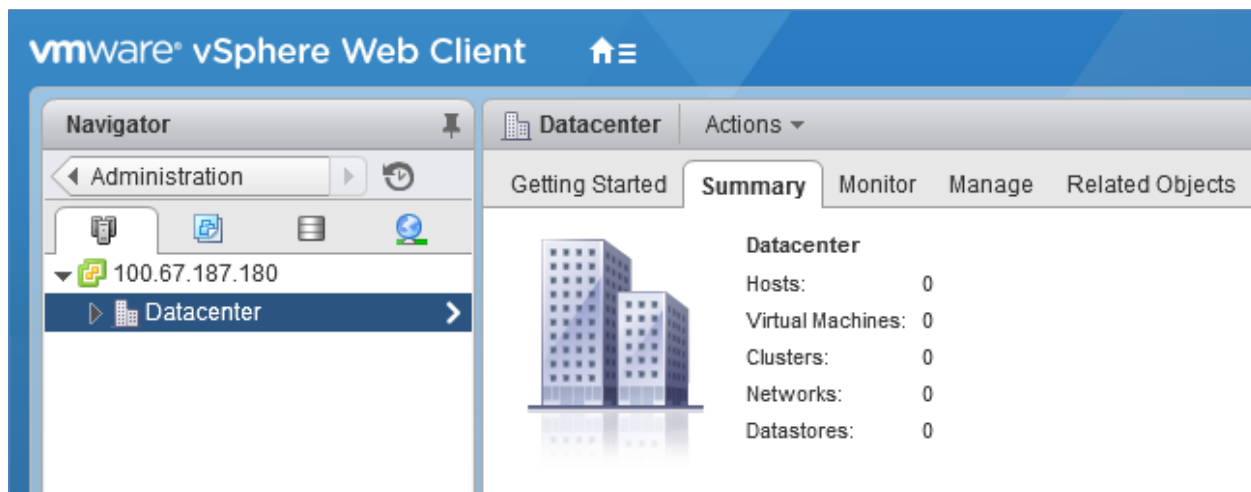 vmware® vSphere Web Client
Navigator
Administration
100.67.187.180
Datacenter
Datacenter Actions
Getting Started Summary Monitor Manage Related Objects
Datacenter
Hosts: 0
Virtual Machines: 0
Clusters: 0
Networks: 0
Datastores: 0